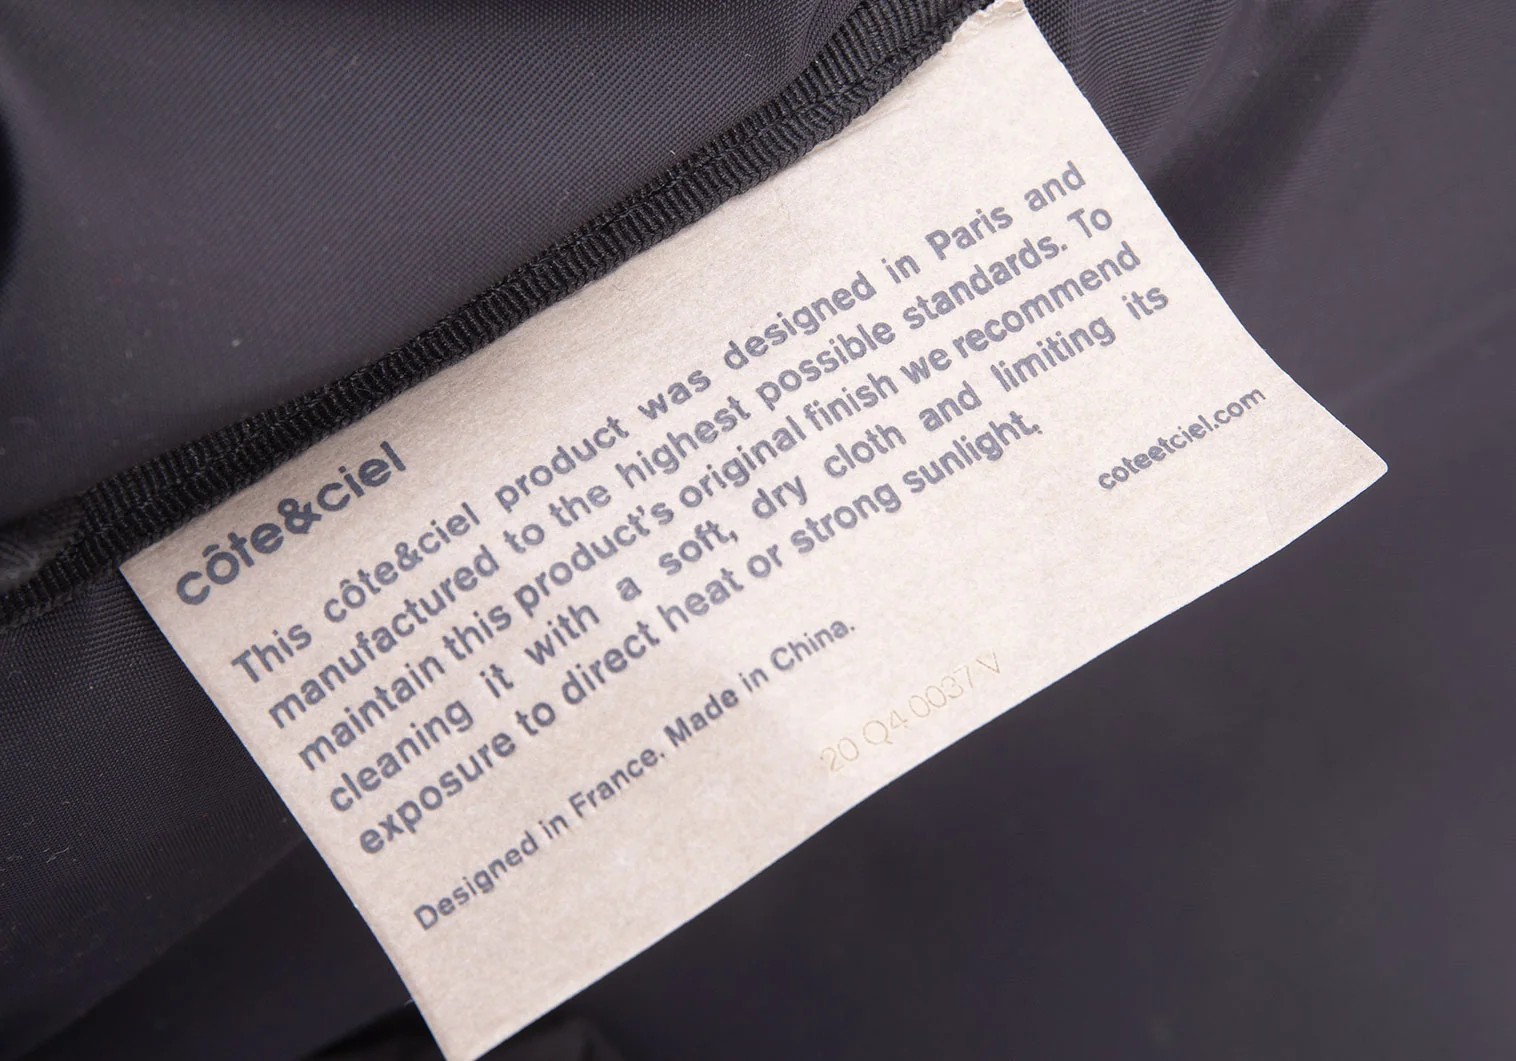 côte&ciel
This côte&ciel product was designed in Paris and
manufactured to the highest possible standards. To
maintain this product's original finish we recommend
cleaning it with a soft, dry cloth and limiting its
exposure to direct heat or strong sunlight.
Designed in France. Made in China.
coteetciel.com
20 Q4 0037 V